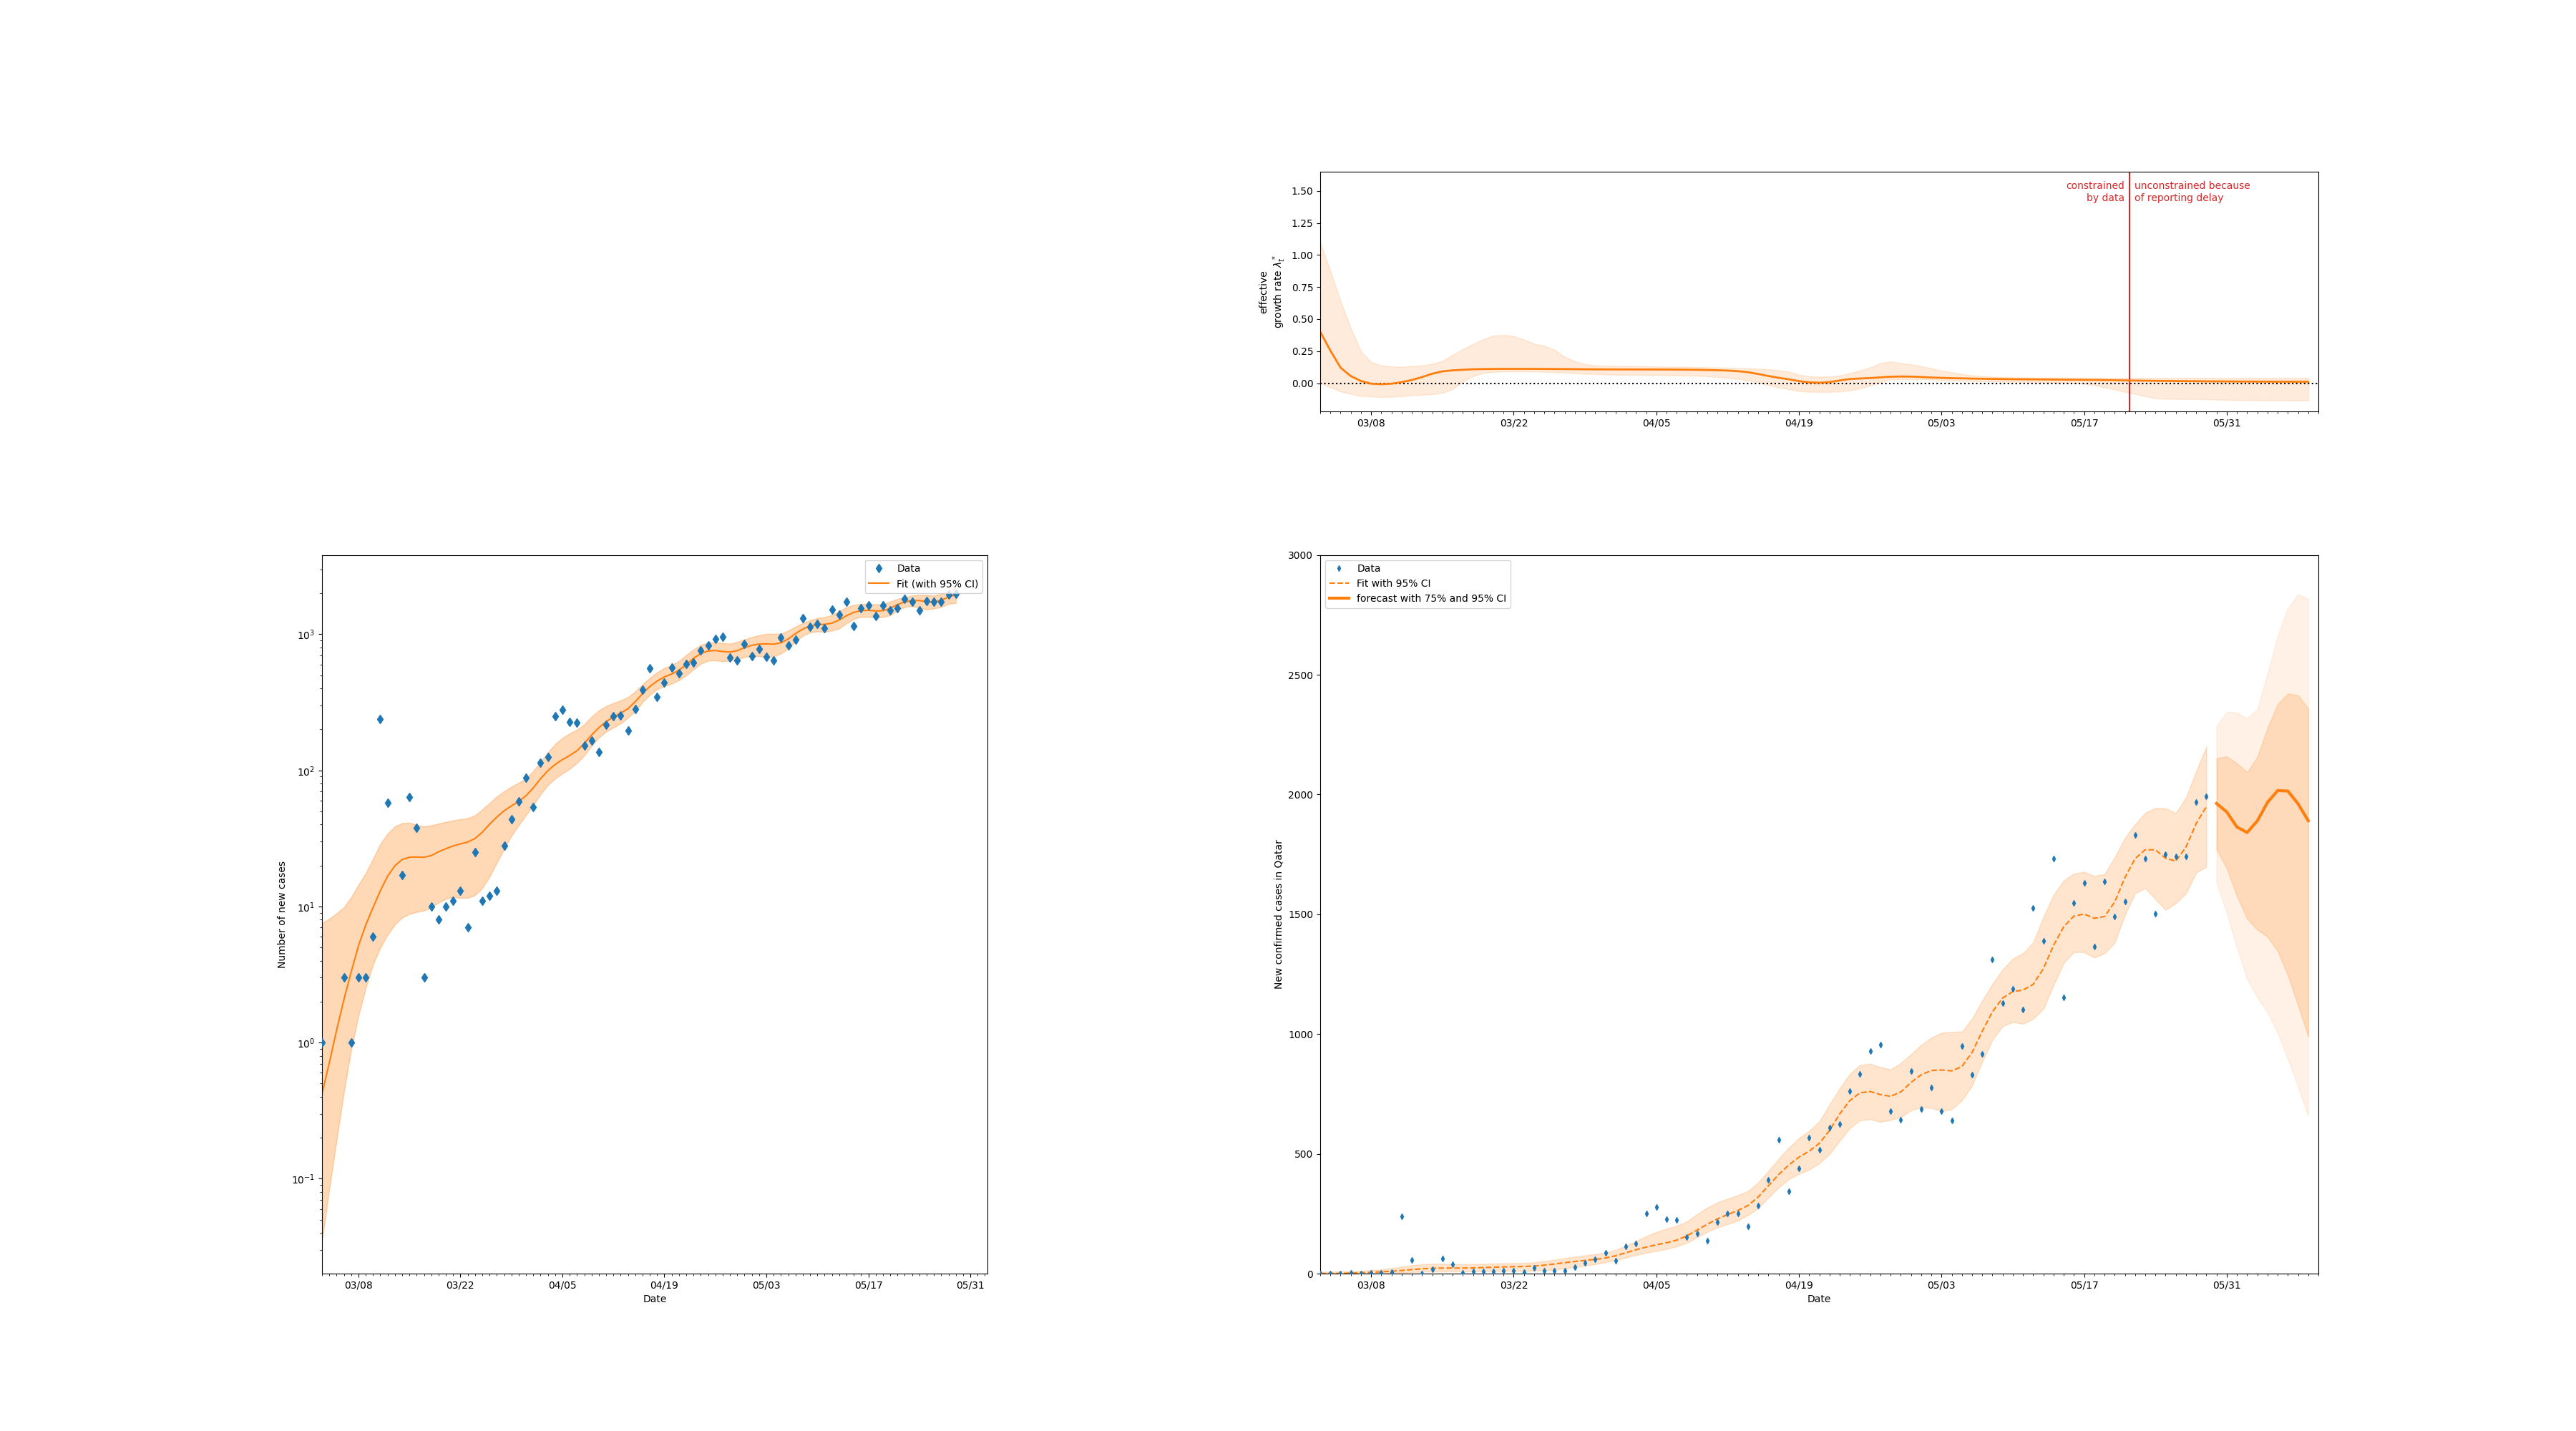 constrained
by data
unconstrained because
of reporting delay
1.50
1.25
1.00
0.75
0.50
0.25
0.00
effective
growth rate λ*t
03/08 03/22 04/05 04/19 05/03 05/17 05/31
Data
Fit (with 95% CI)
10³
10²
10¹
10⁰
10⁻¹
Number of new cases
03/08 03/22 04/05 04/19 05/03 05/17 05/31
Date
Data
Fit with 95% CI
forecast with 75% and 95% CI
3000
2500
2000
1500
1000
500
0
New confirmed cases in Qatar
03/08 03/22 04/05 04/19 05/03 05/17 05/31
Date